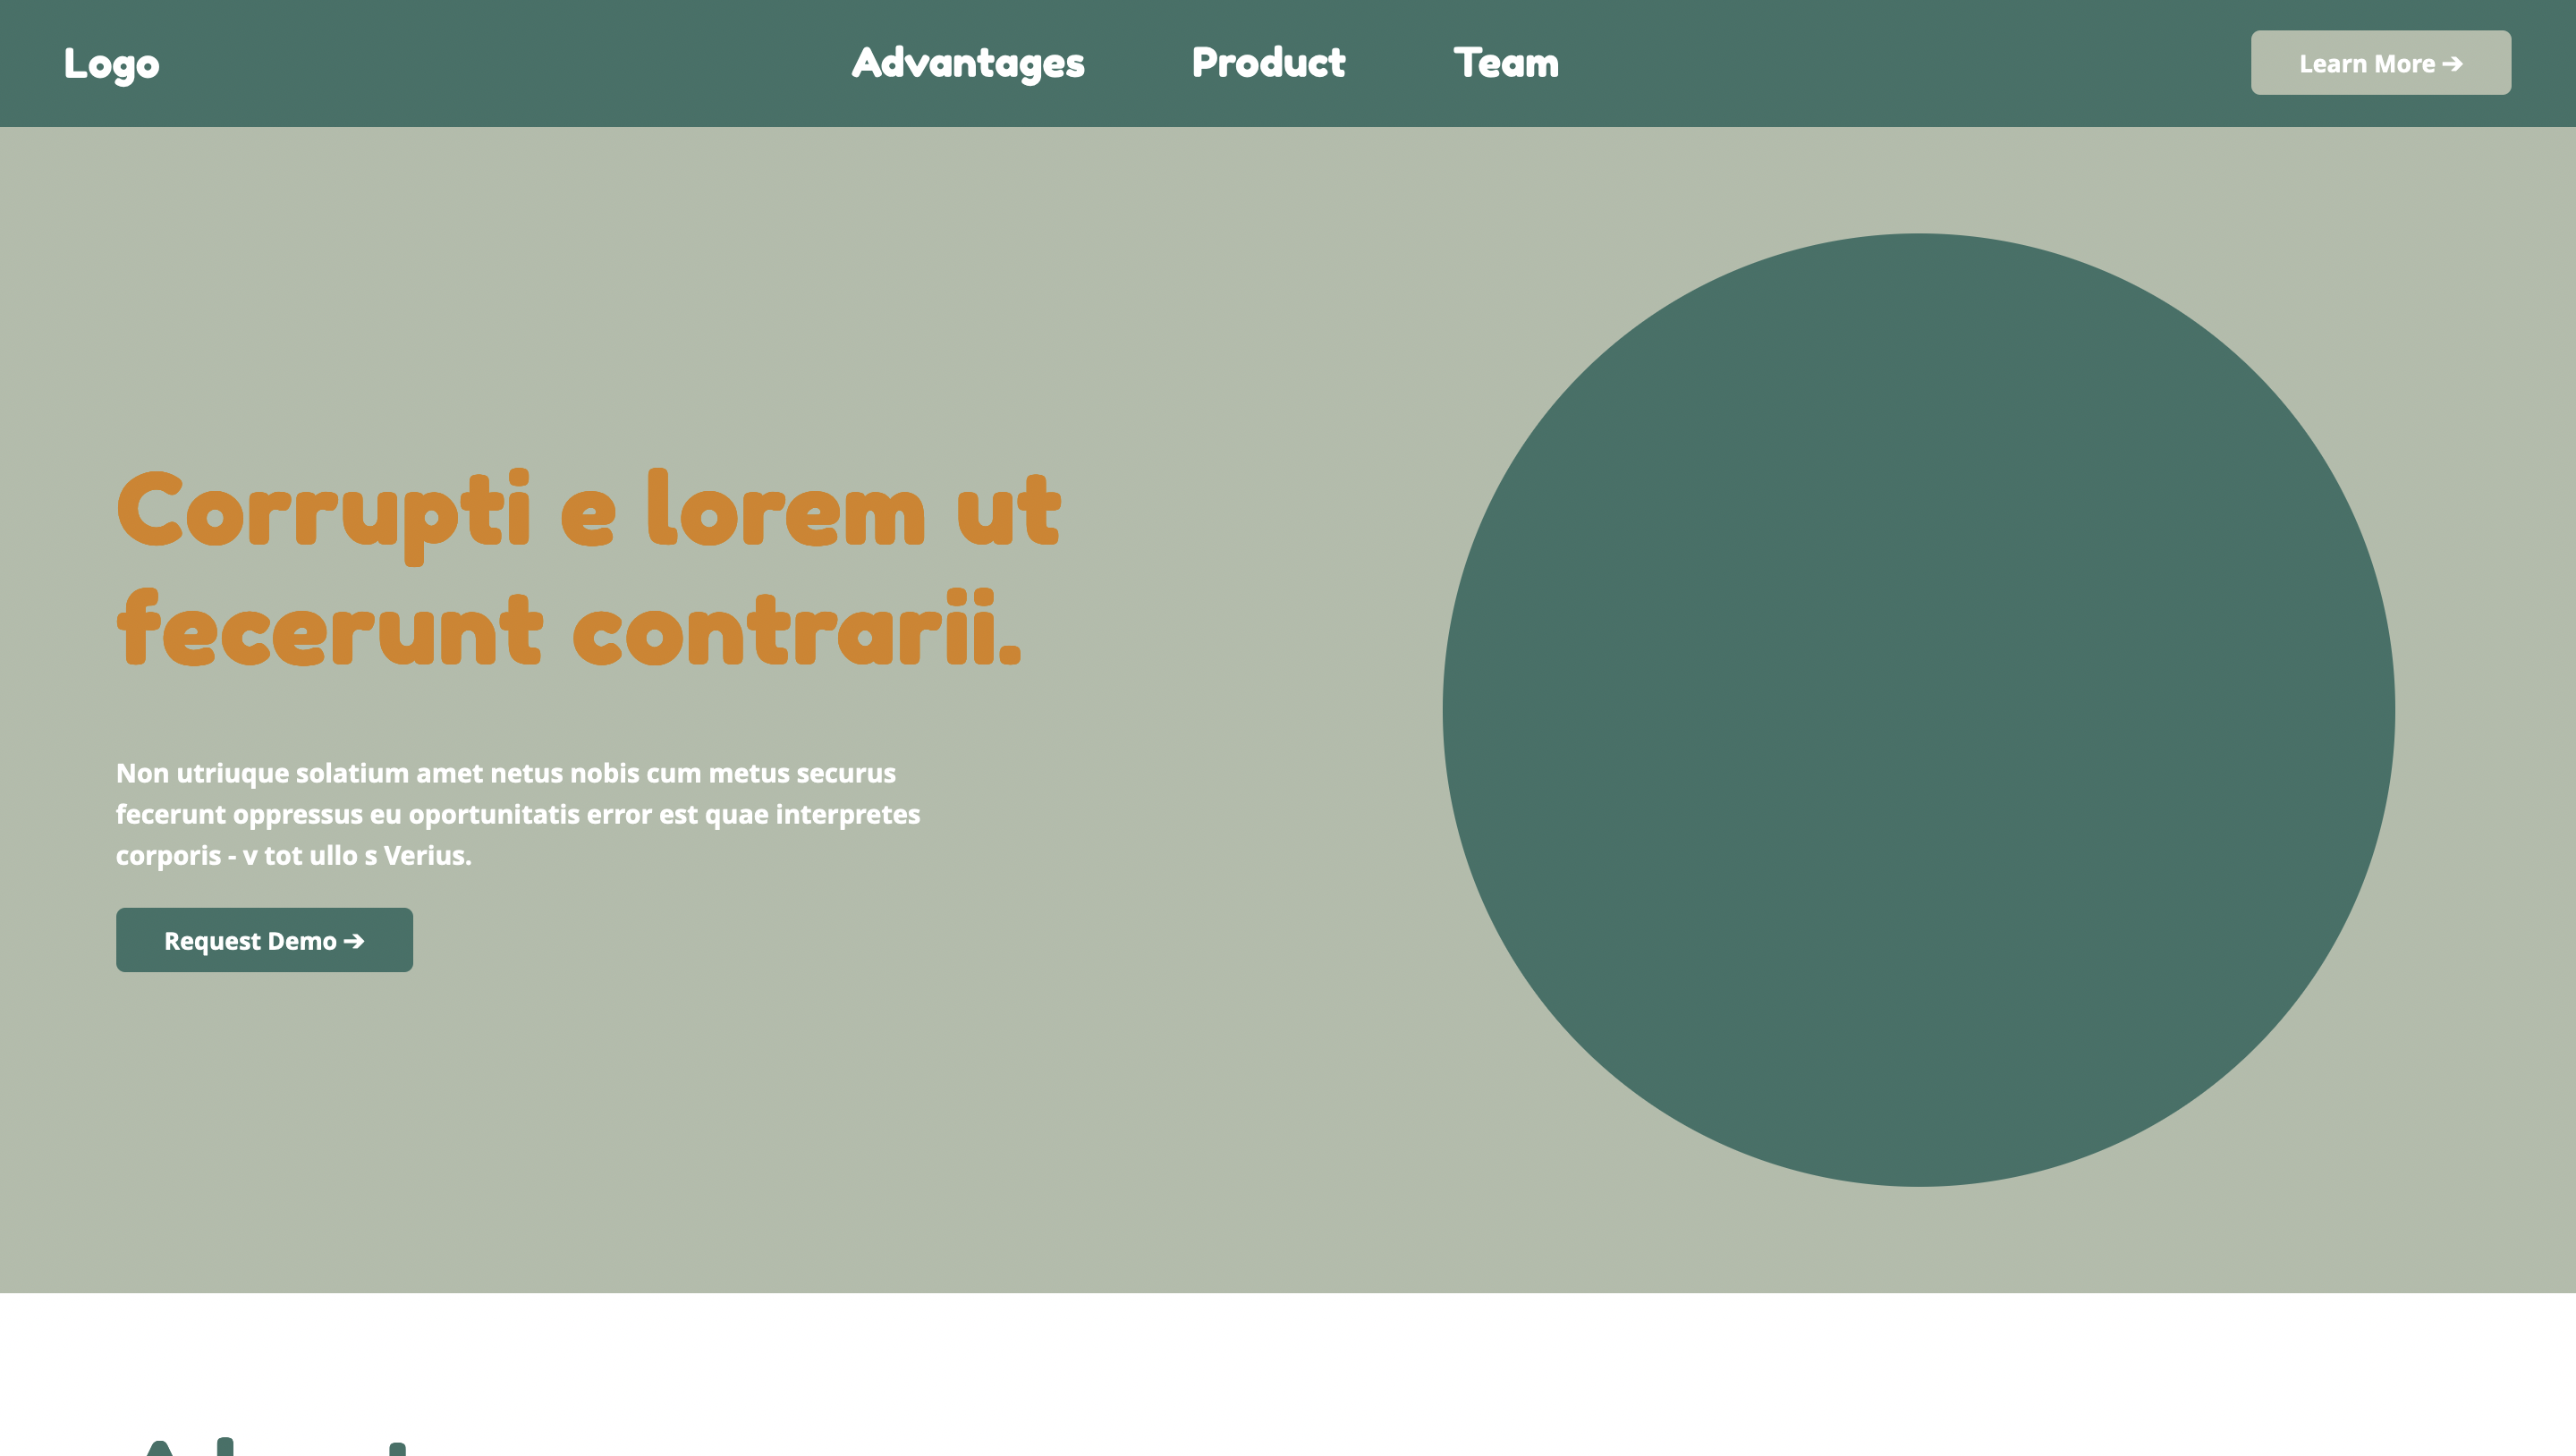 Logo
Advantages
Product
Team
Learn More ➔
Corrupti e lorem ut
fecerunt contrarii.
Non utriuque solatium amet netus nobis cum metus securus
fecerunt oppressus eu oportunitatis error est quae interpretes
corporis - v tot ullo s Verius.
Request Demo ➔